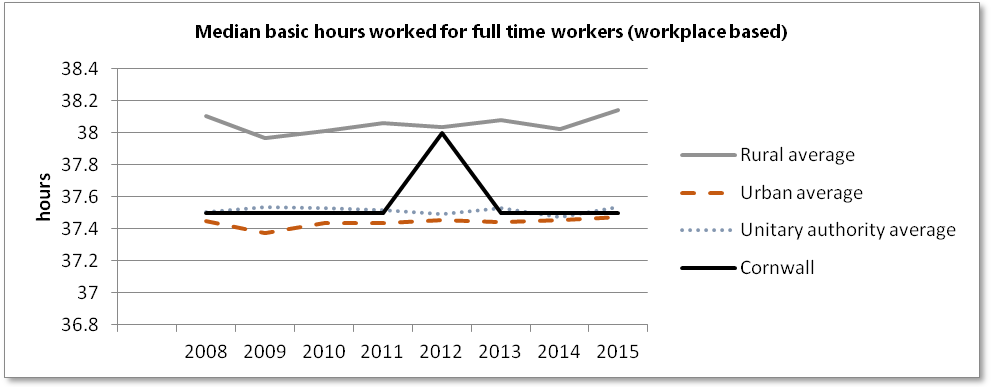 Median basic hours worked for full time workers (workplace based)
hours
38.4
38.2
38
37.8
37.6
37.4
37.2
37
36.8
2008 2009 2010 2011 2012 2013 2014 2015
Rural average
Urban average
Unitary authority average
Cornwall